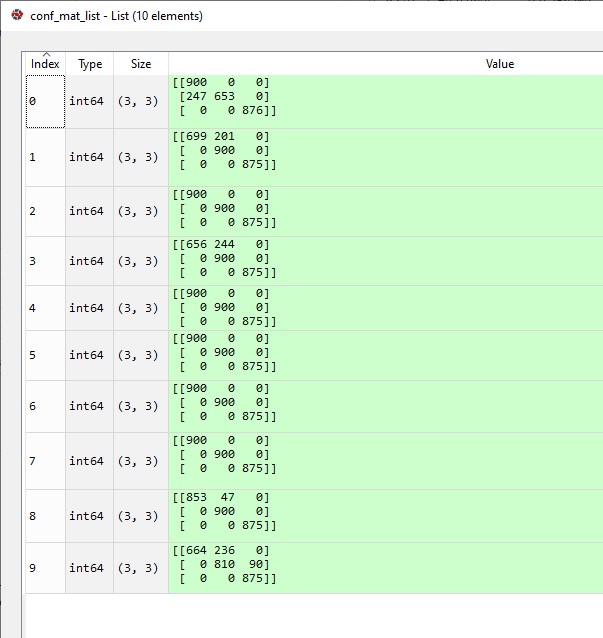 conf_mat_list - List (10 elements)
Index Type Size Value
0 int64 (3, 3) [[900   0   0]
[247 653   0]
[  0   0 876]]
1 int64 (3, 3) [[699 201   0]
[  0 900   0]
[  0   0 875]]
2 int64 (3, 3) [[900   0   0]
[  0 900   0]
[  0   0 875]]
3 int64 (3, 3) [[656 244   0]
[  0 900   0]
[  0   0 875]]
4 int64 (3, 3) [[900   0   0]
[  0 900   0]
[  0   0 875]]
5 int64 (3, 3) [[900   0   0]
[  0 900   0]
[  0   0 875]]
6 int64 (3, 3) [[900   0   0]
[  0 900   0]
[  0   0 875]]
7 int64 (3, 3) [[900   0   0]
[  0 900   0]
[  0   0 875]]
8 int64 (3, 3) [[853  47   0]
[  0 900   0]
[  0   0 875]]
9 int64 (3, 3) [[664 236   0]
[  0 810  90]
[  0   0 875]]